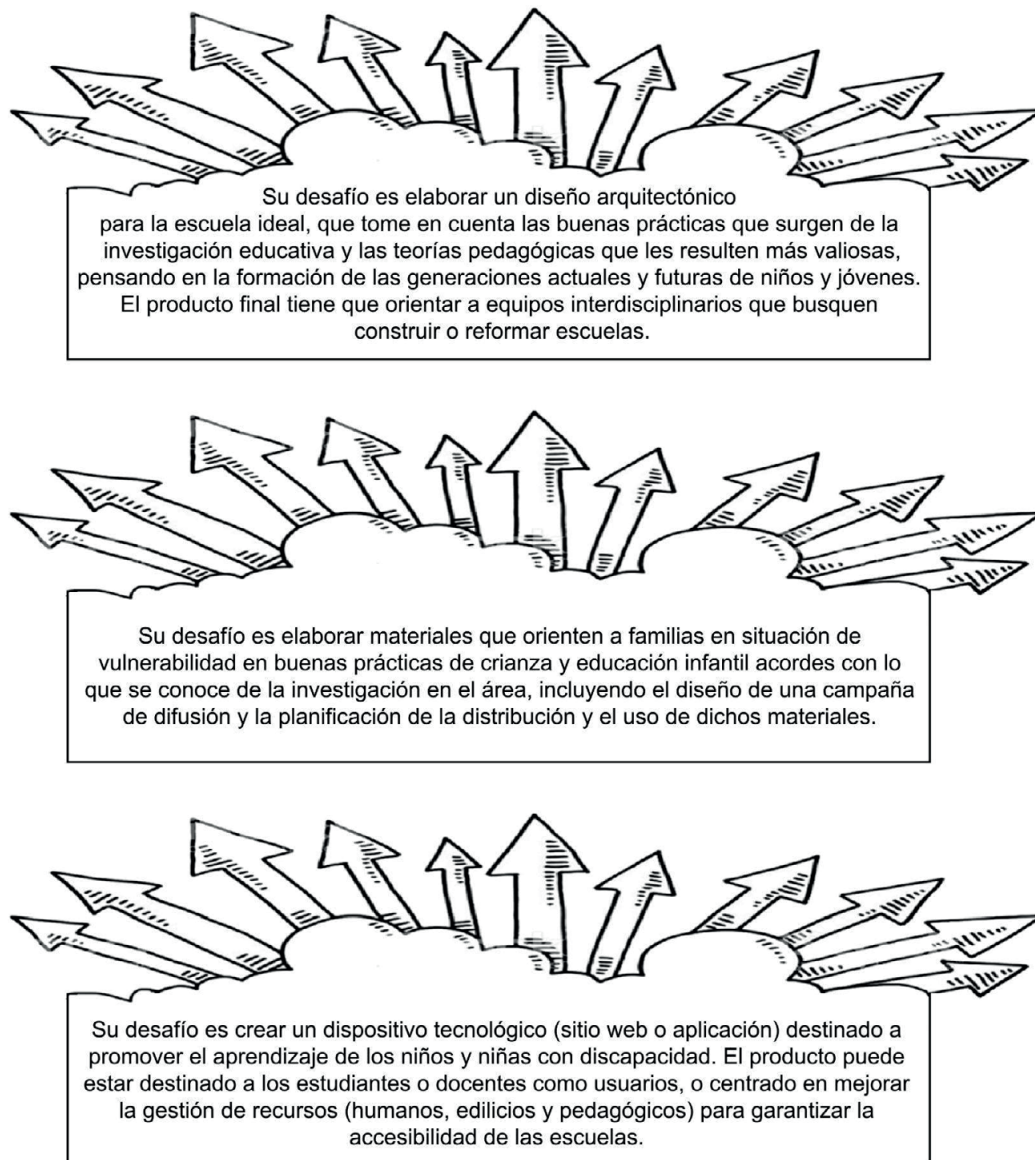 Su desafío es elaborar un diseño arquitectónico
para la escuela ideal, que tome en cuenta las buenas prácticas que surgen de la
investigación educativa y las teorías pedagógicas que les resulten más valiosas,
pensando en la formación de las generaciones actuales y futuras de niños y jóvenes.
El producto final tiene que orientar a equipos interdisciplinarios que busquen
construir o reformar escuelas.
Su desafío es elaborar materiales que orienten a familias en situación de
vulnerabilidad en buenas prácticas de crianza y educación infantil acordes con lo
que se conoce de la investigación en el área, incluyendo el diseño de una campaña
de difusión y la planificación de la distribución y el uso de dichos materiales.
Su desafío es crear un dispositivo tecnológico (sitio web o aplicación) destinado a
promover el aprendizaje de los niños y niñas con discapacidad. El producto puede
estar destinado a los estudiantes o docentes como usuarios, o centrado en mejorar
la gestión de recursos (humanos, edilicios y pedagógicos) para garantizar la
accesibilidad de las escuelas.